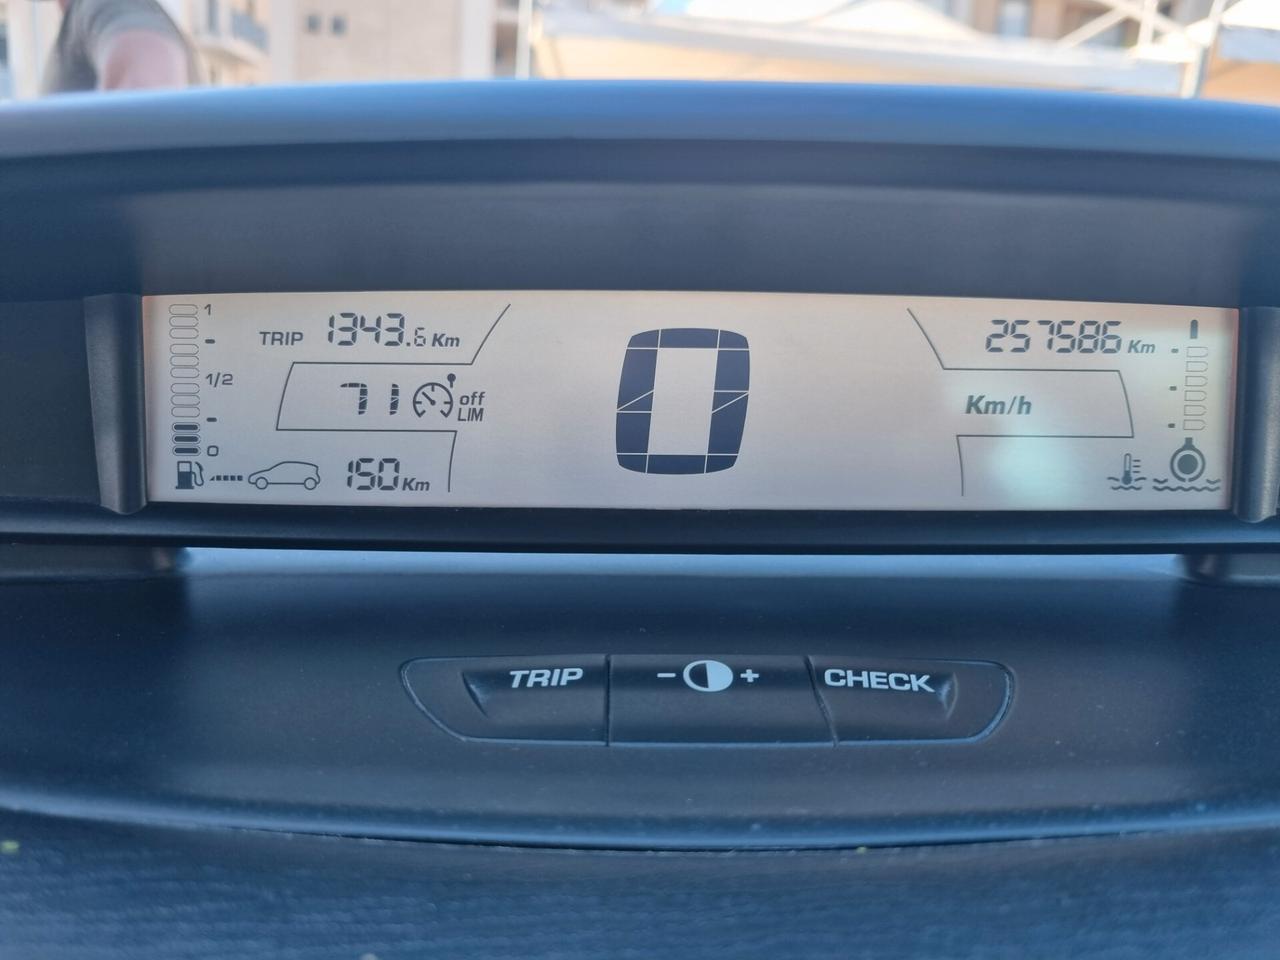 1
TRIP 1343.6 Km
257586 Km
1/2
71 off
LIM
0
Km/h
0
150 Km
TRIP
- +
CHECK